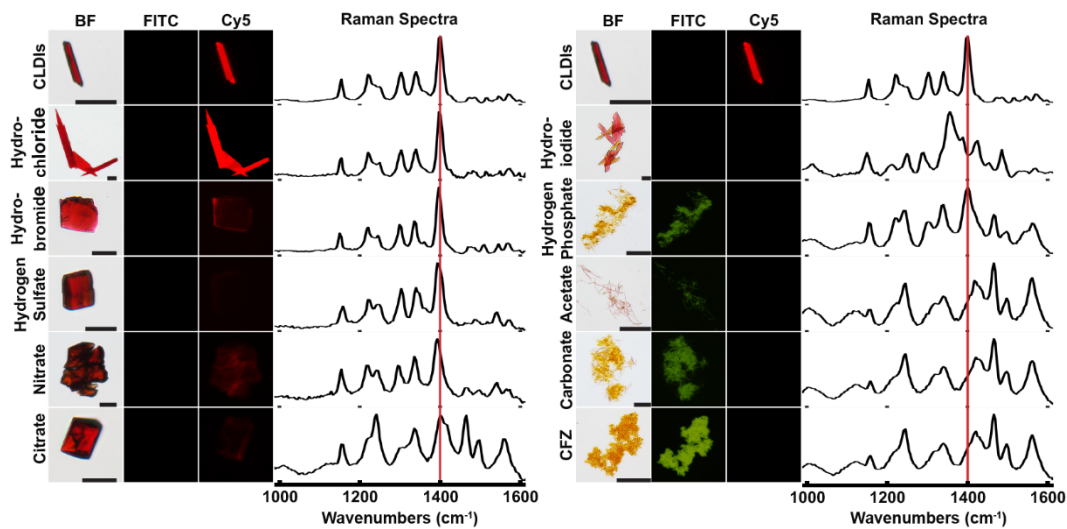 BF FITC Cy5 Raman Spectra
CLDIs
Hydro-
chloride
Hydro-
bromide
Hydrogen
Sulfate
Nitrate
Citrate
1000 1200 1400 1600
Wavenumbers (cm⁻¹)
BF FITC Cy5 Raman Spectra
CLDIs
Hydro-
iodide
Hydrogen
Phosphate
Acetate
Carbonate
CFZ
1000 1200 1400 1600
Wavenumbers (cm⁻¹)